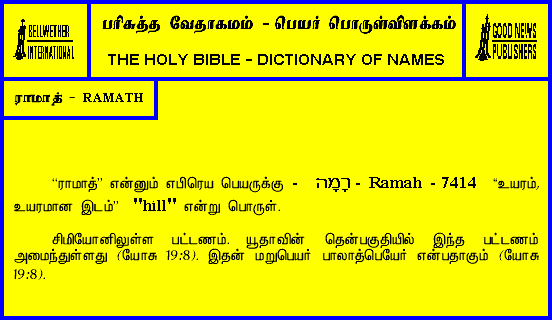 BELLWETHER
INTERNATIONAL
பரிசுத்த வேதாகமம் - பெயர் பொருள்விளக்கம்
THE HOLY BIBLE - DICTIONARY OF NAMES
GOOD NEWS
PUBLISHERS
ராமாத் - RAMATH
“ராமாத்” என்னும் எபிரெய பெயருக்கு - רָמָה - Ramah - 7414 “உயரம்,
உயரமான இடம்” "hill" என்று பொருள்.
சிமியோனிலுள்ள பட்டணம். யூதாவின் தென்பகுதியில் இந்த பட்டணம்
அமைந்துள்ளது (யோசு 19:8). இதன் மறுபெயர் பாலாத்பெயேர் என்பதாகும் (யோசு
19:8).